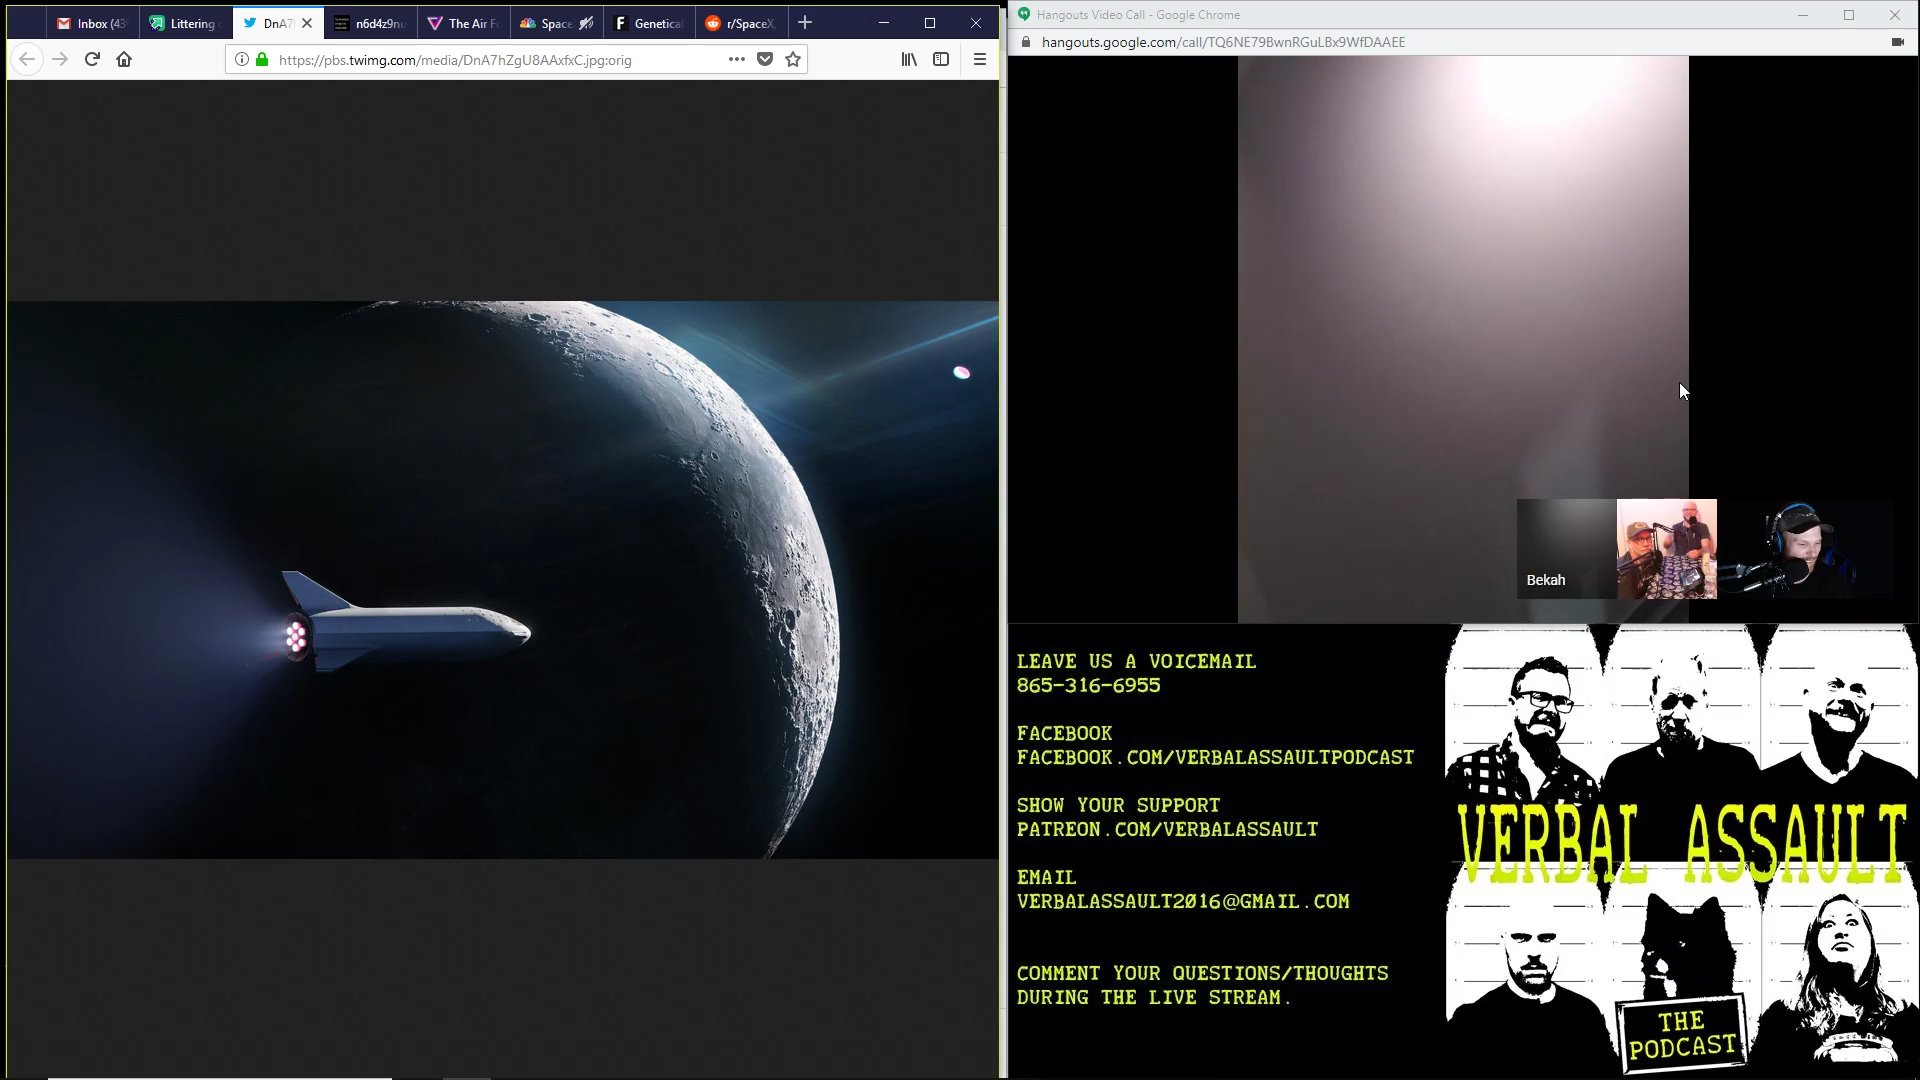 Inbox (43
Littering
DnA7
n6d4z9nu
The Air F
Space
Genetical
r/SpaceX
https://pbs.twimg.com/media/DnA7hZgU8AAxfxC.jpg:orig
Hangouts Video Call - Google Chrome
hangouts.google.com/call/TQ6NE79BwnRGuLBx9WfDAAEE
Bekah
LEAVE US A VOICEMAIL
865-316-6955
FACEBOOK
FACEBOOK.COM/VERBALASSAULTPODCAST
SHOW YOUR SUPPORT
PATREON.COM/VERBALASSAULT
EMAIL
VERBALASSAULT2016@GMAIL.COM
COMMENT YOUR QUESTIONS/THOUGHTS
DURING THE LIVE STREAM.
VERBAL ASSAULT
THE
PODCAST